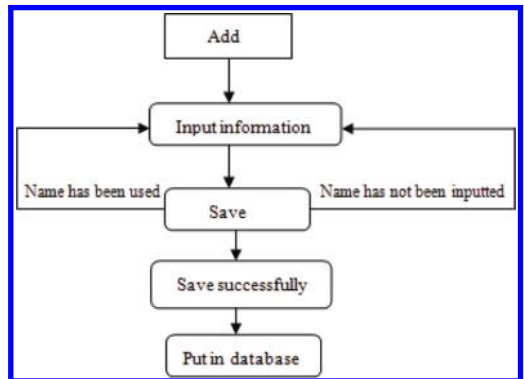 Add
Input information
Name has been used
Name has not been inputted
Save
Save successfully
Put in database